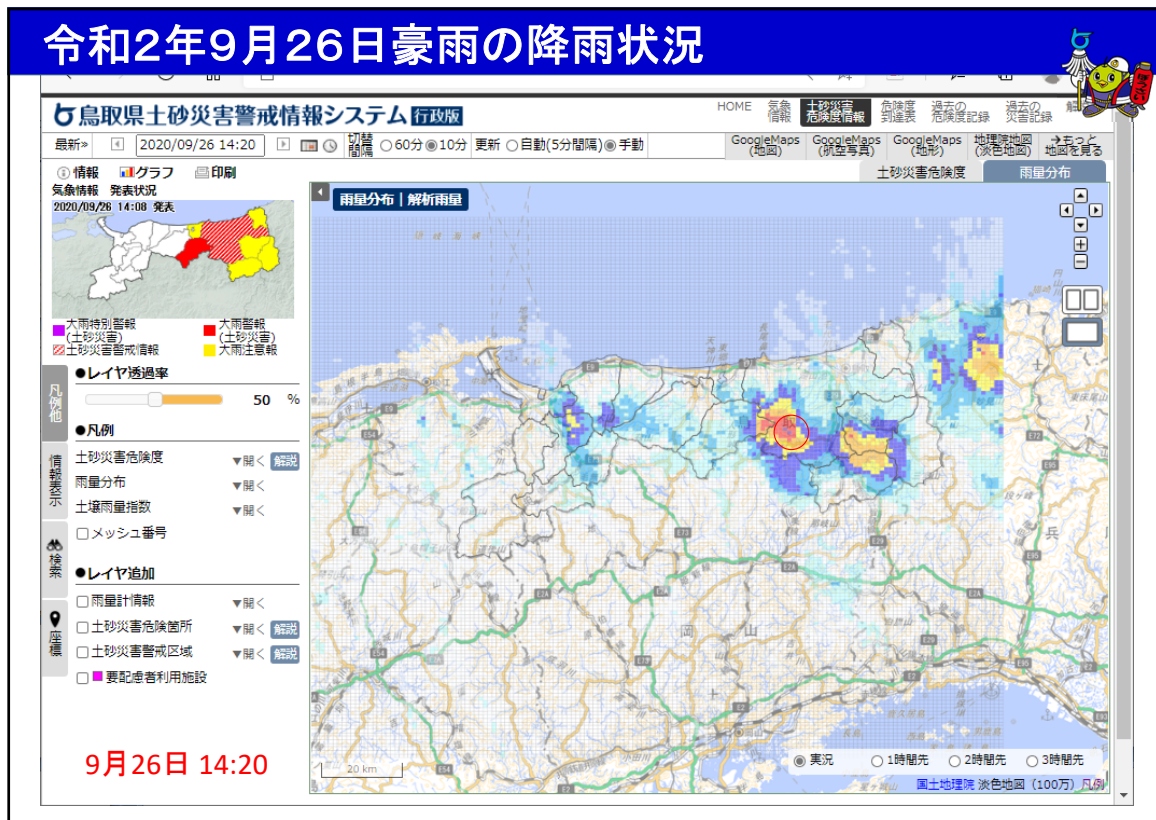 令和2年9月26日豪雨の降雨状況
鳥取県土砂災害警戒情報システム 行政版
HOME 気象情報 土砂災害危険度情報 危険度到達表 過去の危険度記録 過去の災害記録
最新» 2020/09/26 14:20 切替間隔 60分 10分 更新 自動(5分間隔) 手動
GoogleMaps(地図) GoogleMaps(航空写真) GoogleMaps(地形) 地理院地図(淡色地図) →もっと地図を見る
情報 グラフ 印刷
土砂災害危険度 雨量分布
気象情報 発表状況
2020/09/26 14:08 発表
雨量分布 | 解析雨量
大雨特別警報(土砂災害) 大雨警報(土砂災害)
土砂災害警戒情報 大雨注意報
凡例他
●レイヤ透過率
50 %
●凡例
情報表示
土砂災害危険度 ▼開く 解説
雨量分布 ▼開く
土壌雨量指数 ▼開く
メッシュ番号
検索
●レイヤ追加
雨量計情報 ▼開く
座標
土砂災害危険箇所 ▼開く 解説
土砂災害警戒区域 ▼開く 解説
要配慮者利用施設
9月26日 14:20
岡 山
兵
E9
E54
E72
E95
E73
E29
E2A
E2
20 km
実況 1時間先 2時間先 3時間先
国土地理院 淡色地図（100万）凡例